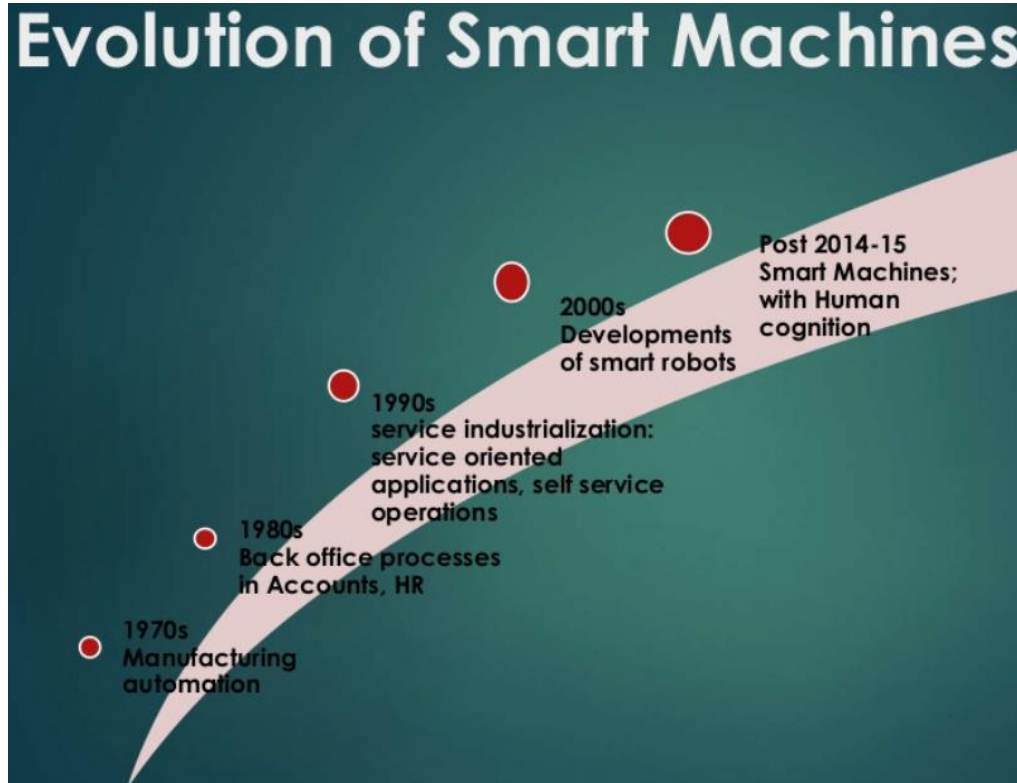 Evolution of Smart Machines
1970s
Manufacturing
automation
1980s
Back office processes
in Accounts, HR
1990s
service industrialization:
service oriented
applications, self service
operations
2000s
Developments
of smart robots
Post 2014-15
Smart Machines;
with Human
cognition